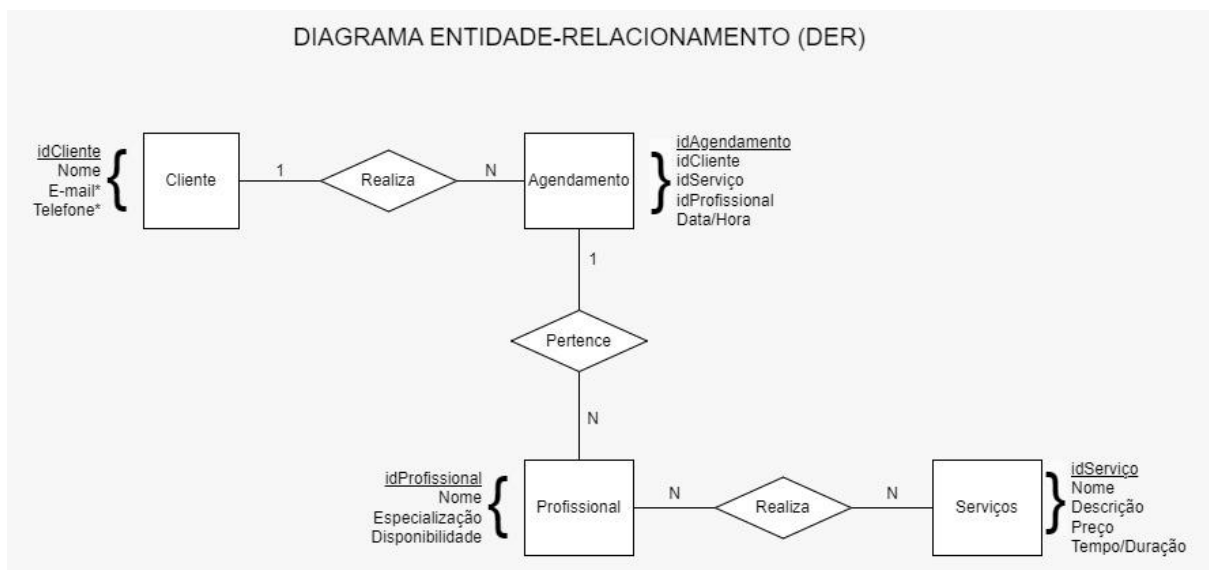 DIAGRAMA ENTIDADE-RELACIONAMENTO (DER)
idCliente
Nome
E-mail*
Telefone*
Cliente
1
Realiza
N
Agendamento
idAgendamento
idCliente
idServiço
idProfissional
Data/Hora
1
Pertence
N
idProfissional
Nome
Especialização
Disponibilidade
Profissional
N
Realiza
N
Serviços
idServiço
Nome
Descrição
Preço
Tempo/Duração